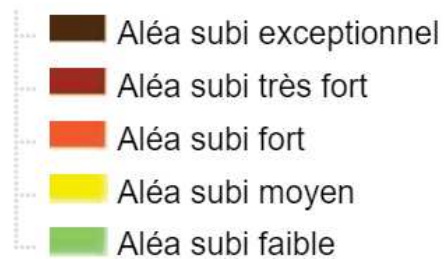 Aléa subi exceptionnel
Aléa subi très fort
Aléa subi fort
Aléa subi moyen
Aléa subi faible